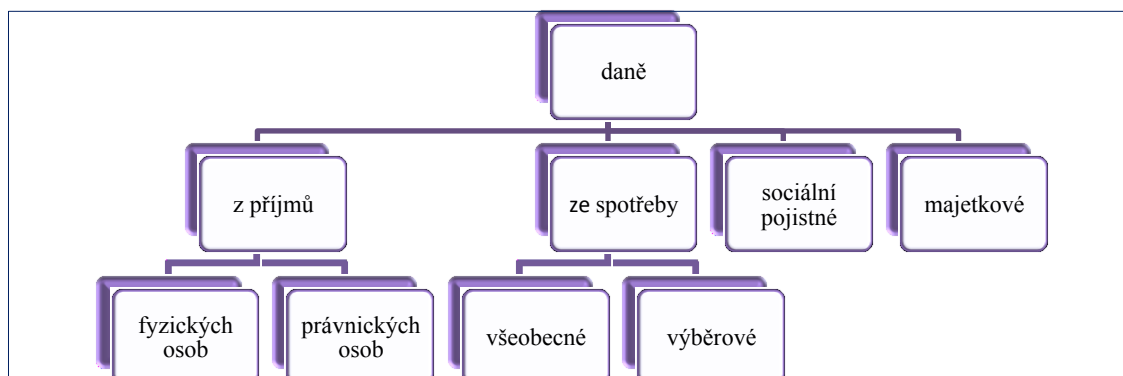 daně
z příjmů
ze spotřeby
sociální
pojistné
majetkové
fyzických
osob
právnických
osob
všeobecné
výběrové